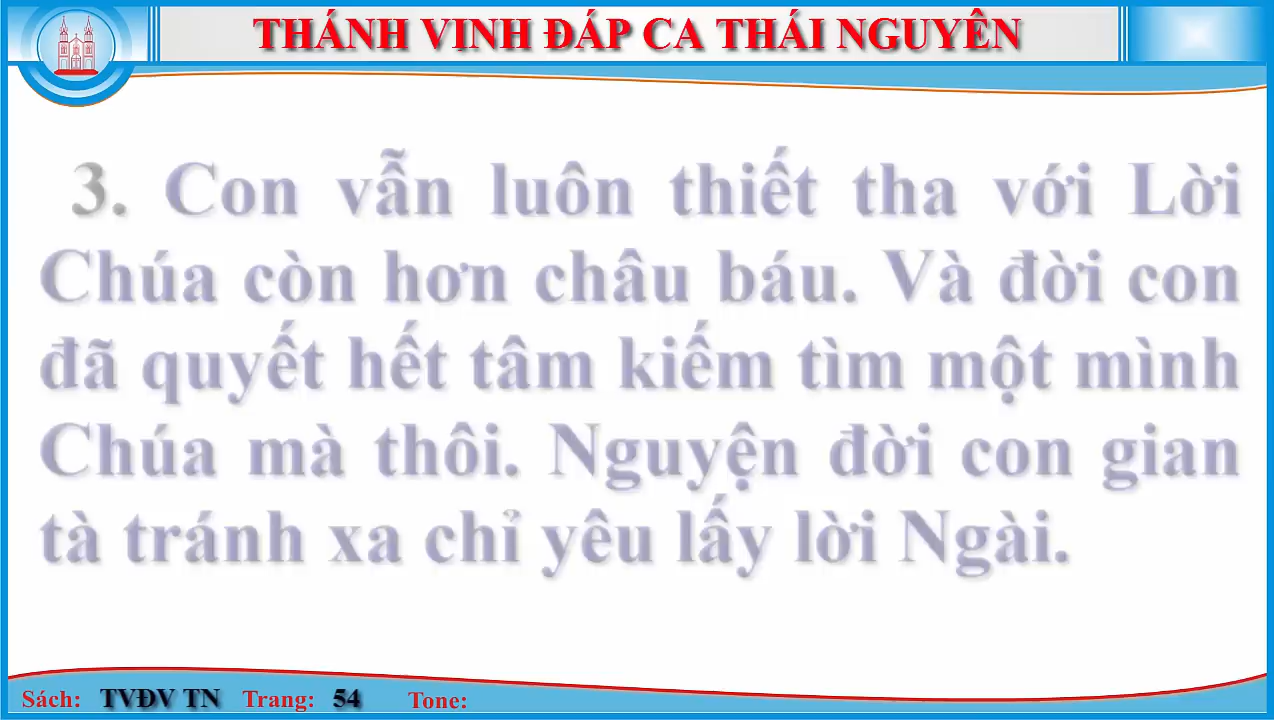 THÁNH VINH ĐÁP CA THÁI NGUYÊN
3. Con vẫn luôn thiết tha với Lời
Chúa còn hơn châu báu. Và đời con
đã quyết hết tâm kiếm tìm một mình
Chúa mà thôi. Nguyện đời con gian
tà tránh xa chỉ yêu lấy lời Ngài.
Sách: TVĐV TN Trang: 54 Tone: